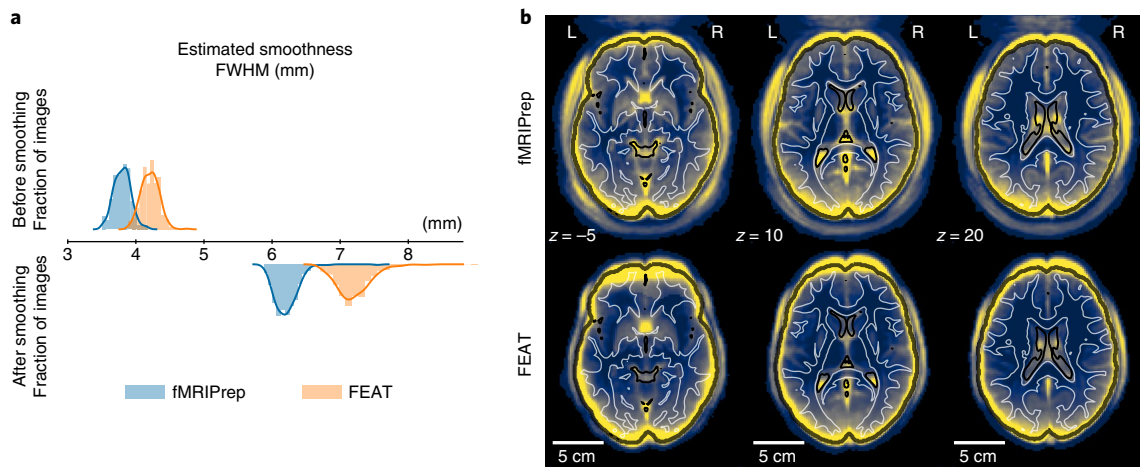 a
Estimated smoothness
FWHM (mm)
Before smoothing
Fraction of images
(mm)
3 4 5 6 7 8
After smoothing
Fraction of images
fMRIPrep FEAT
b
L R L R L R
fMRIPrep
z = –5 z = 10 z = 20
FEAT
5 cm 5 cm 5 cm